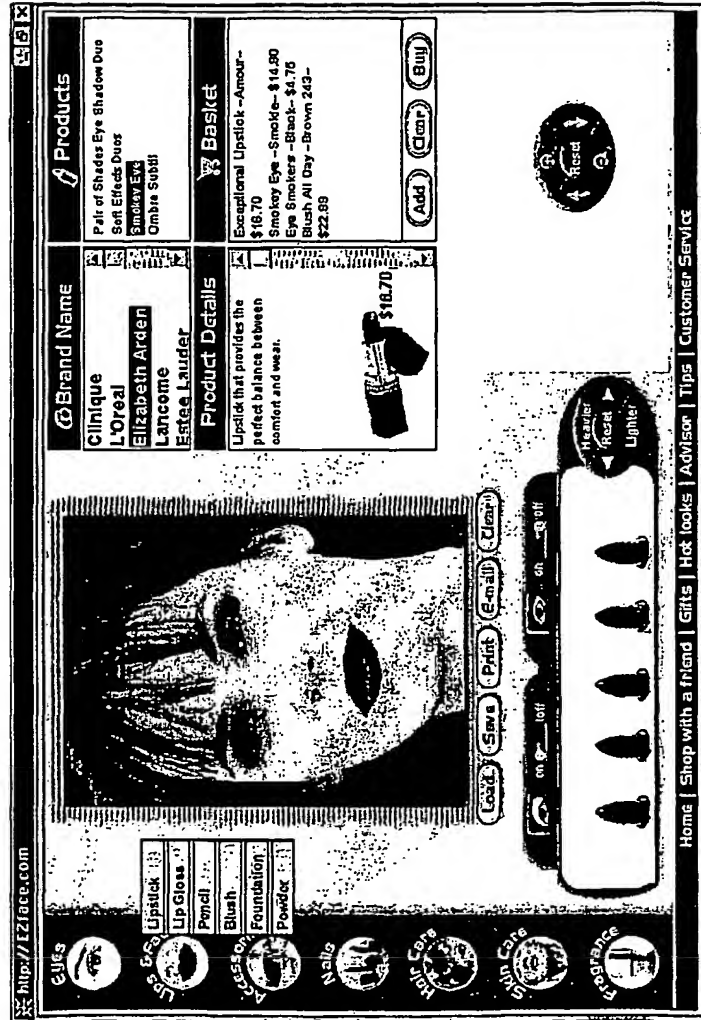 http://EZface.com
Eyes
Lips & Fa
Accessor
Nails
Hair Care
Skin Care
Fragrance
Lipstick
Lip Gloss
Pencil
Blush
Foundation
Powder
Load
Save
Print
E-mail
Clear
on
off
on
off
Heavier
Reset
Lighter
Brand Name
Clinique
L'Oreal
Elizabeth Arden
Lancome
Estee Lauder
Products
Pair of Shades Eye Shadow Duo
Soft Effects Duos
Smokey Eye
Ombre Subtil
Product Details
Lipstick that provides the
perfect balance between
comfort and wear.
$16.70
Basket
Exceptional Lipstick –Amour–
$16.70
Smokey Eye –Smokie– $14.90
Eye Smokers –Black– $4.75
Blush All Day –Brown 243–
$22.99
Add
Clear
Buy
Reset
Home | Shop with a friend | Gifts | Hot looks | Advisor | Tips | Customer Service